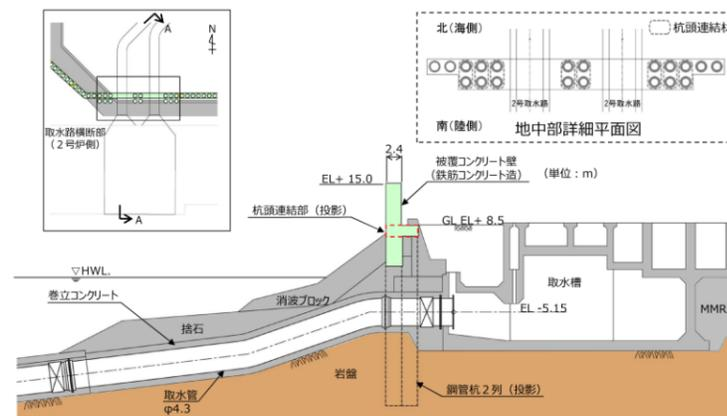 A
N
取水路横断部
(2号炉側)
A
北(海側)
杭頭連結材
2号取水路
2号取水路
南(陸側)
地中部詳細平面図
2.4
EL+ 15.0
被覆コンクリート壁
(鉄筋コンクリート造)
(単位:m)
杭頭連結部(投影)
GL EL+ 8.5
▽HWL.
巻立コンクリート
消波ブロック
捨石
取水槽
EL -5.15
MMR
取水管
φ4.3
岩盤
鋼管杭2列(投影)